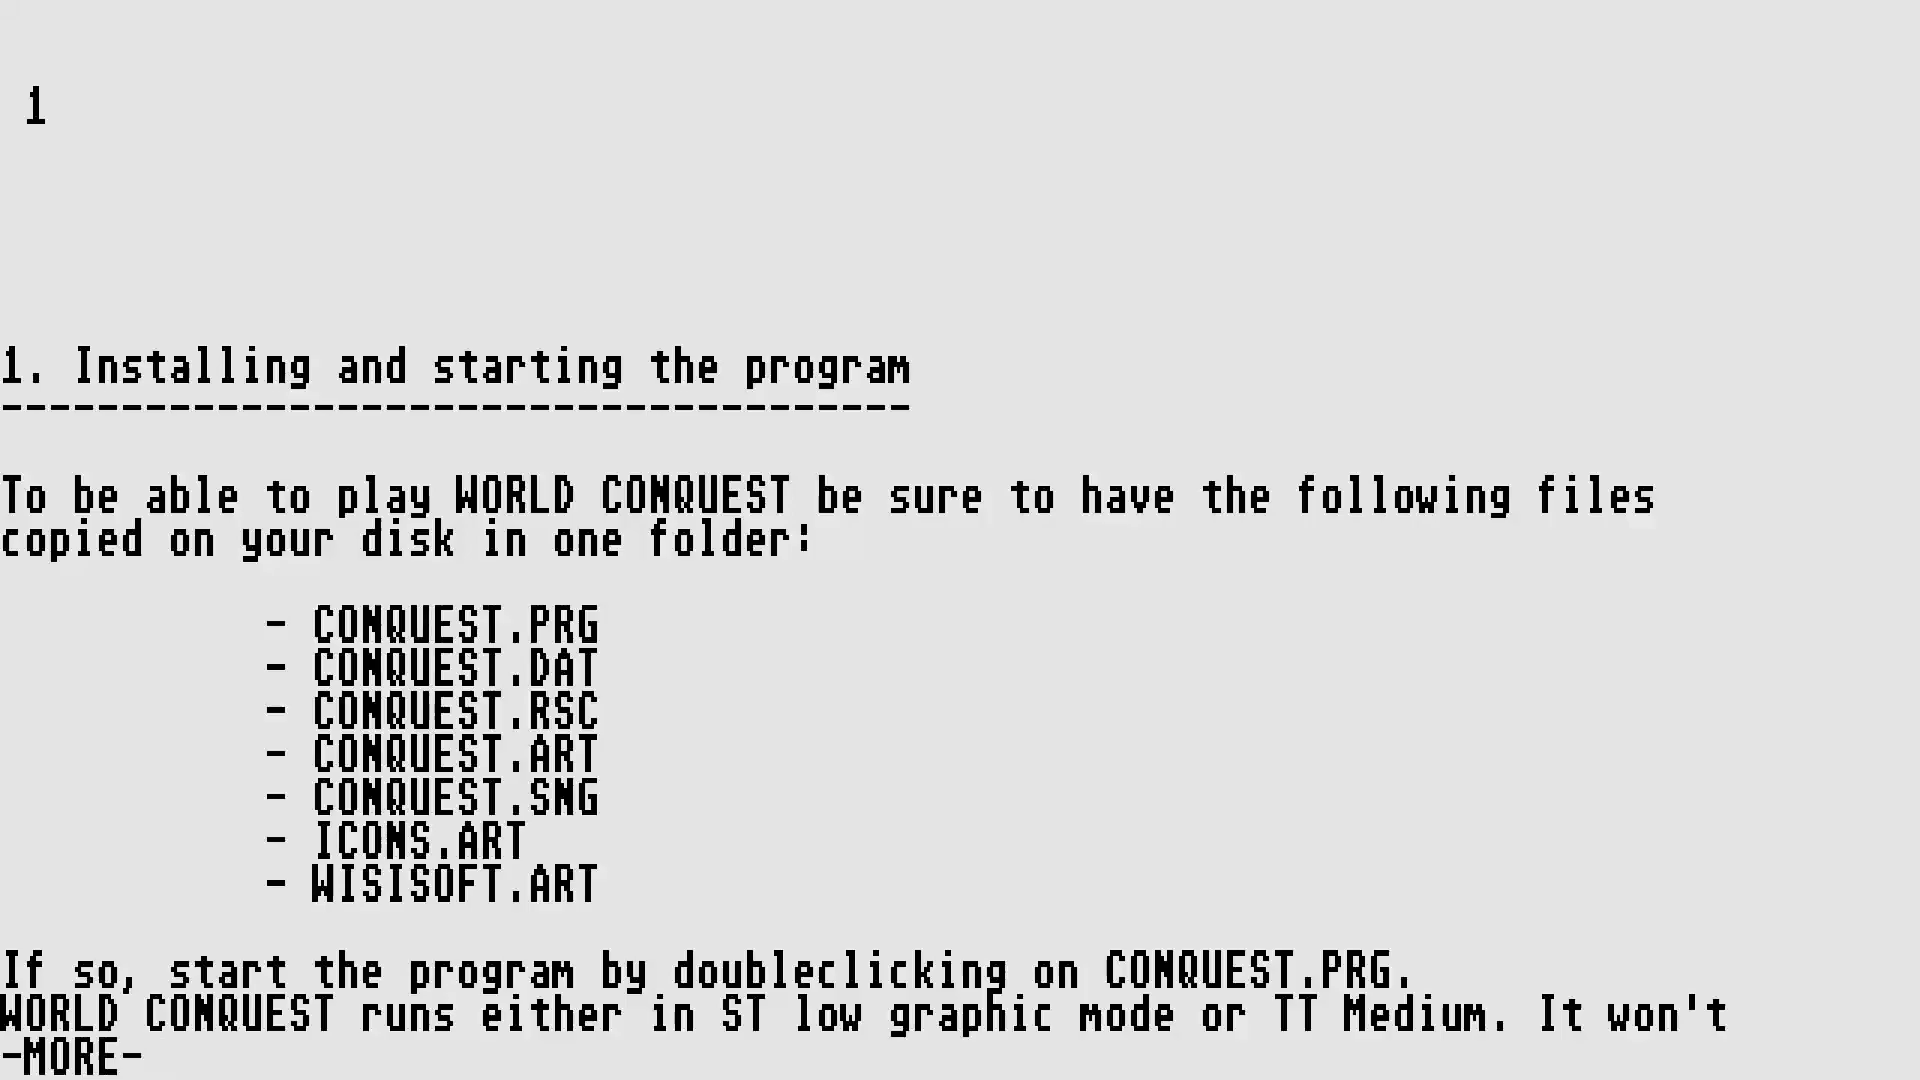 1
1. Installing and starting the program
--------------------------------------
To be able to play WORLD CONQUEST be sure to have the following files
copied on your disk in one folder:
- CONQUEST.PRG
- CONQUEST.DAT
- CONQUEST.RSC
- CONQUEST.ART
- CONQUEST.SNG
- ICONS.ART
- WISISOFT.ART
If so, start the program by doubleclicking on CONQUEST.PRG.
WORLD CONQUEST runs either in ST low graphic mode or TT Medium. It won't
-MORE-